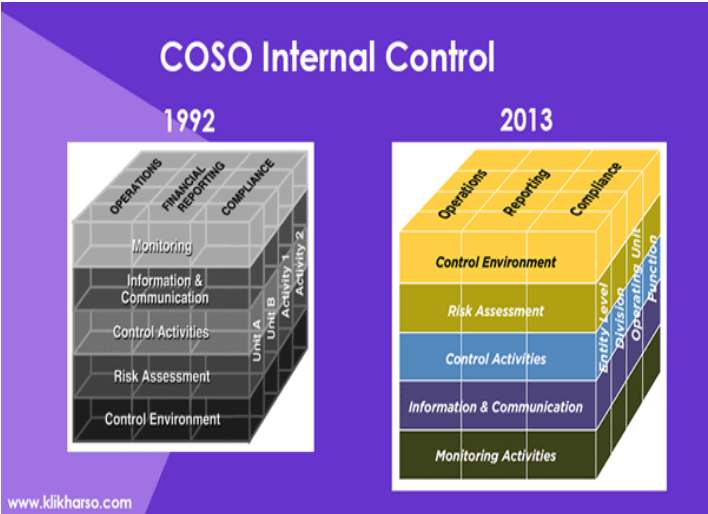 COSO Internal Control
1992
2013
OPERATIONS
FINANCIAL
REPORTING
COMPLIANCE
Monitoring
Information &
Communication
Control Activities
Risk Assessment
Control Environment
Unit A
Unit B
Activity 1
Activity 2
Operations
Reporting
Compliance
Control Environment
Risk Assessment
Control Activities
Information & Communication
Monitoring Activities
Entity Level
Division
Operating Unit
Function
www.klikharso.com